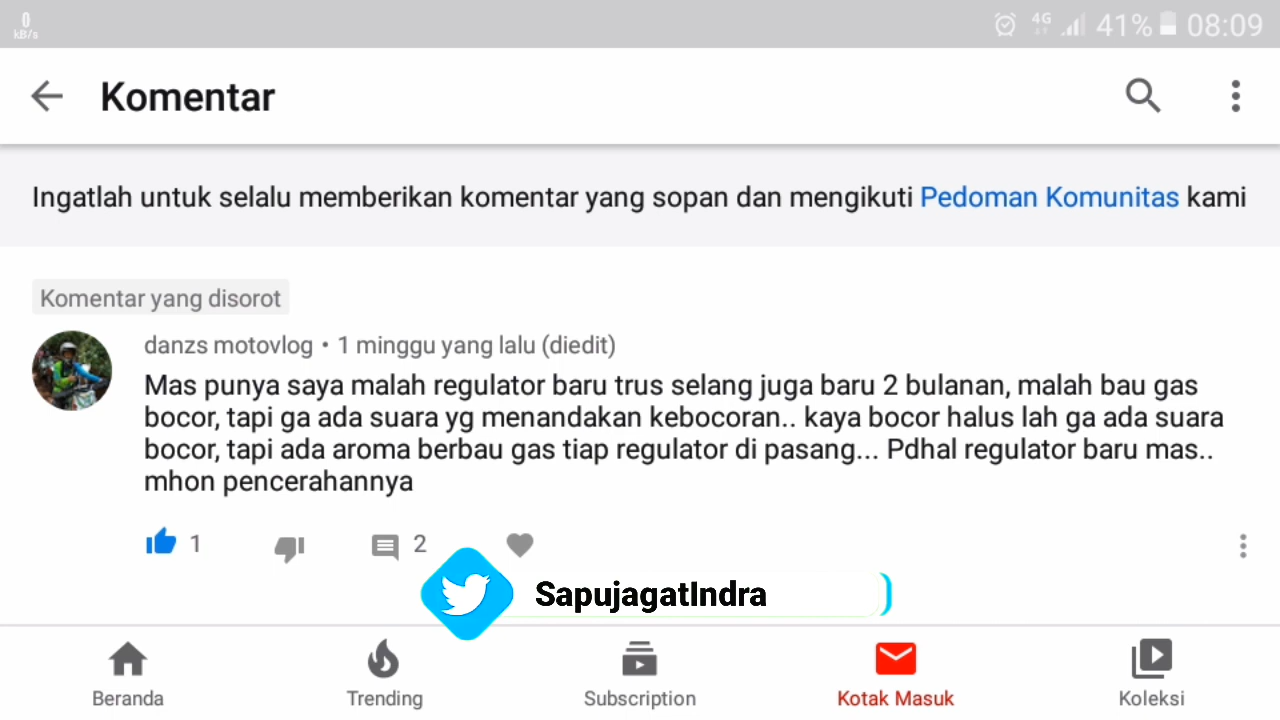 0
kB/s
4G
41%
08:09
Komentar
Ingatlah untuk selalu memberikan komentar yang sopan dan mengikuti Pedoman Komunitas kami
Komentar yang disorot
danzs motovlog • 1 minggu yang lalu (diedit)
Mas punya saya malah regulator baru trus selang juga baru 2 bulanan, malah bau gas
bocor, tapi ga ada suara yg menandakan kebocoran.. kaya bocor halus lah ga ada suara
bocor, tapi ada aroma berbau gas tiap regulator di pasang... Pdhal regulator baru mas..
mhon pencerahannya
1
2
SapujagatIndra
Beranda
Trending
Subscription
Kotak Masuk
Koleksi